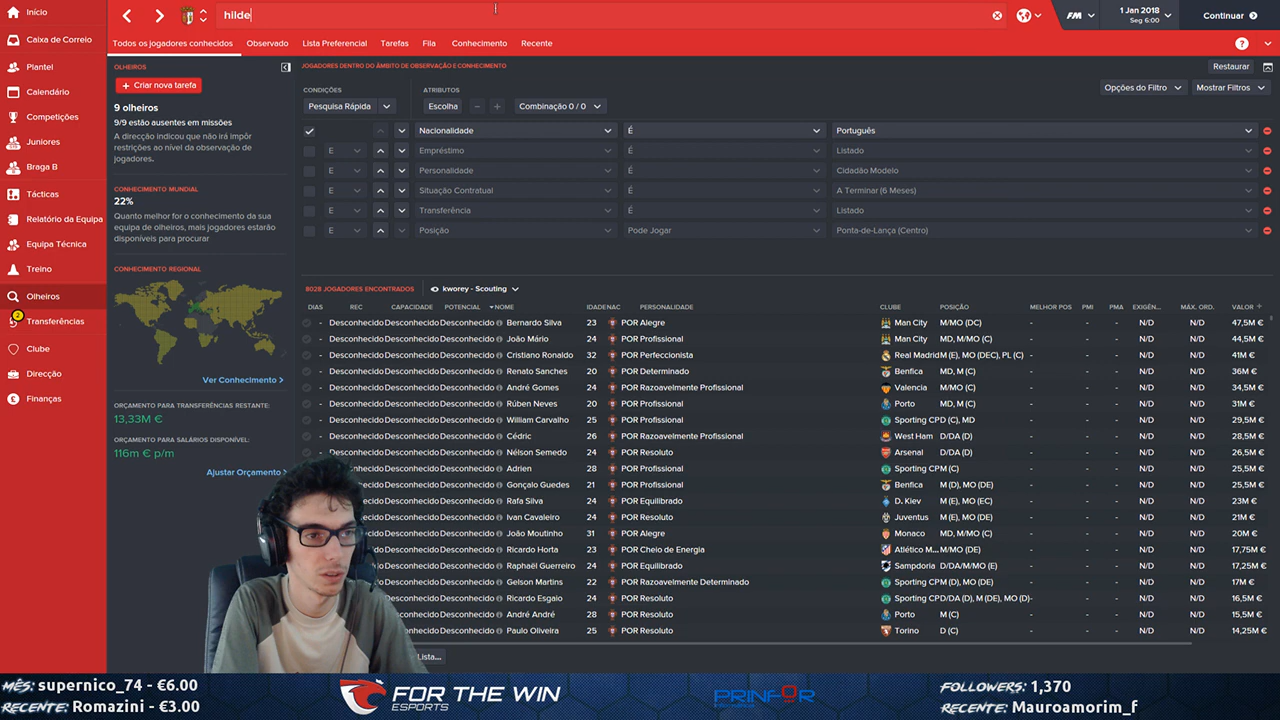 Início
Caixa de Correio
Plantel
Calendário
Competições
Juniores
Braga B
Tácticas
Relatório da Equipa
Equipa Técnica
Treino
Olheiros
2
Transferências
Clube
Direcção
Finanças
hilde
FM
1 Jan 2018
Seg 6:00
Continuar
Todos os jogadores conhecidos Observado Lista Preferencial Tarefas Fila Conhecimento Recente
?
OLHEIROS
+ Criar nova tarefa
9 olheiros
9/9 estão ausentes em missões
A direcção indicou que não irá impôr
restrições ao nível da observação de
jogadores.
CONHECIMENTO MUNDIAL
22%
Quanto melhor for o conhecimento da sua
equipa de olheiros, mais jogadores estarão
disponíveis para procurar
CONHECIMENTO REGIONAL
Ver Conhecimento >
ORÇAMENTO PARA TRANSFERÊNCIAS RESTANTE:
13,33M €
ORÇAMENTO PARA SALÁRIOS DISPONÍVEL:
116m € p/m
Ajustar Orçamento >
JOGADORES DENTRO DO ÂMBITO DE OBSERVAÇÃO E CONHECIMENTO
Restaurar
CONDIÇÕES ATRIBUTOS
Opções do Filtro Mostrar Filtros
Pesquisa Rápida Escolha − + Combinação 0 / 0
Nacionalidade É Português
E Empréstimo É Listado
E Personalidade É Cidadão Modelo
E Situação Contratual É A Terminar (6 Meses)
E Transferência É Listado
E Posição Pode Jogar Ponta-de-Lança (Centro)
8028 JOGADORES ENCONTRADOS kworey - Scouting
DIAS REC CAPACIDADE POTENCIAL NOME IDADE NAC PERSONALIDADE CLUBE POSIÇÃO MELHOR POS PMI PMA EXIGÊN... MÁX. ORD. VALOR
- Desconhecido Desconhecido Desconhecido Bernardo Silva 23 POR Alegre Man City M/MO (DC) - - - N/D N/D 47,5M €
- Desconhecido Desconhecido Desconhecido João Mário 24 POR Profissional Man City MD, M/MO (C) - - - N/D N/D 44,5M €
- Desconhecido Desconhecido Desconhecido Cristiano Ronaldo 32 POR Perfeccionista Real Madrid M (E), MO (DEC), PL (C) - - - N/D N/D 41M €
- Desconhecido Desconhecido Desconhecido Renato Sanches 20 POR Determinado Benfica MD, M (C) - - - N/D N/D 36M €
- Desconhecido Desconhecido Desconhecido André Gomes 24 POR Razoavelmente Profissional Valencia M/MO (C) - - - N/D N/D 34,5M €
- Desconhecido Desconhecido Desconhecido Rúben Neves 20 POR Profissional Porto MD, M (C) - - - N/D N/D 31M €
- Desconhecido Desconhecido Desconhecido William Carvalho 25 POR Profissional Sporting CP D (C), MD - - - N/D N/D 29,5M €
- Desconhecido Desconhecido Desconhecido Cédric 26 POR Razoavelmente Profissional West Ham D/DA (D) - - - N/D N/D 28,5M €
- Desconhecido Desconhecido Desconhecido Nélson Semedo 24 POR Resoluto Arsenal D/DA (D) - - - N/D N/D 26,5M €
- Desconhecido Desconhecido Desconhecido Adrien 28 POR Profissional Sporting CP M (C) - - - N/D N/D 25,5M €
Desconhecido Desconhecido Gonçalo Guedes 21 POR Profissional Benfica M (D), MO (DE) - - - N/D N/D 25,5M €
Desconhecido Desconhecido Rafa Silva 24 POR Equilibrado D. Kiev M (E), MO (EC) - - - N/D N/D 23M €
Desconhecido Desconhecido Ivan Cavaleiro 24 POR Resoluto Juventus M (E), MO (DE) - - - N/D N/D 21M €
Desconhecido Desconhecido João Moutinho 31 POR Alegre Monaco MD, M/MO (C) - - - N/D N/D 20M €
Desconhecido Desconhecido Ricardo Horta 23 POR Cheio de Energia Atlético M... M/MO (DE) - - - N/D N/D 17,75M €
Desconhecido Desconhecido Raphaël Guerreiro 24 POR Equilibrado Sampdoria D/DA/M/MO (E) - - - N/D N/D 17,25M €
Desconhecido Gelson Martins 22 POR Razoavelmente Determinado Sporting CP M (D), MO (DE) - - - N/D N/D 17M €
Desconhecido Ricardo Esgaio 24 POR Resoluto Sporting CP D/DA (D), M (DE), MO (D) - - - N/D N/D 16,5M €
Desconhecido André André 28 POR Resoluto Porto M (C) - - - N/D N/D 15,5M €
Desconhecido Paulo Oliveira 25 POR Resoluto Torino D (C) - - - N/D N/D 14,25M €
Lista...
MÊS: supernico_74 - €6.00
RECENTE: Romazini - €3.00
FOR THE WIN
ESPORTS
PRINFOR
FOLLOWERS: 1,370
RECENTE: Mauroamorim_f